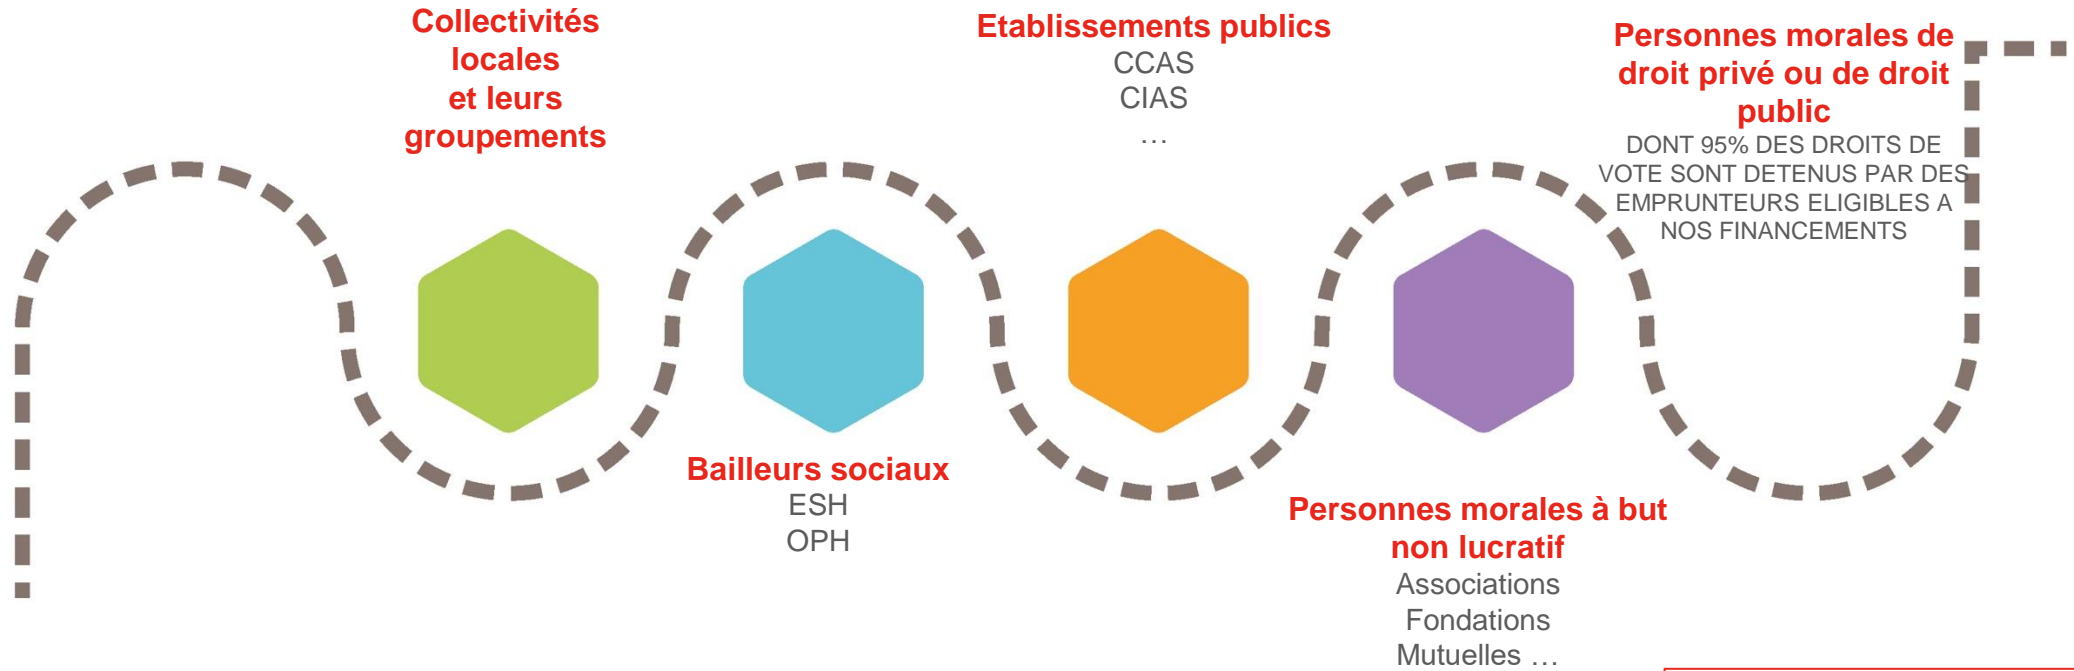 Collectivités
locales
et leurs
groupements
Bailleurs sociaux
ESH
OPH
Etablissements publics
CCAS
CIAS
…
Personnes morales à but
non lucratif
Associations
Fondations
Mutuelles …
Personnes morales de
droit privé ou de droit
public
DONT 95% DES DROITS DE
VOTE SONT DETENUS PAR DES
EMPRUNTEURS ELIGIBLES A
NOS FINANCEMENTS